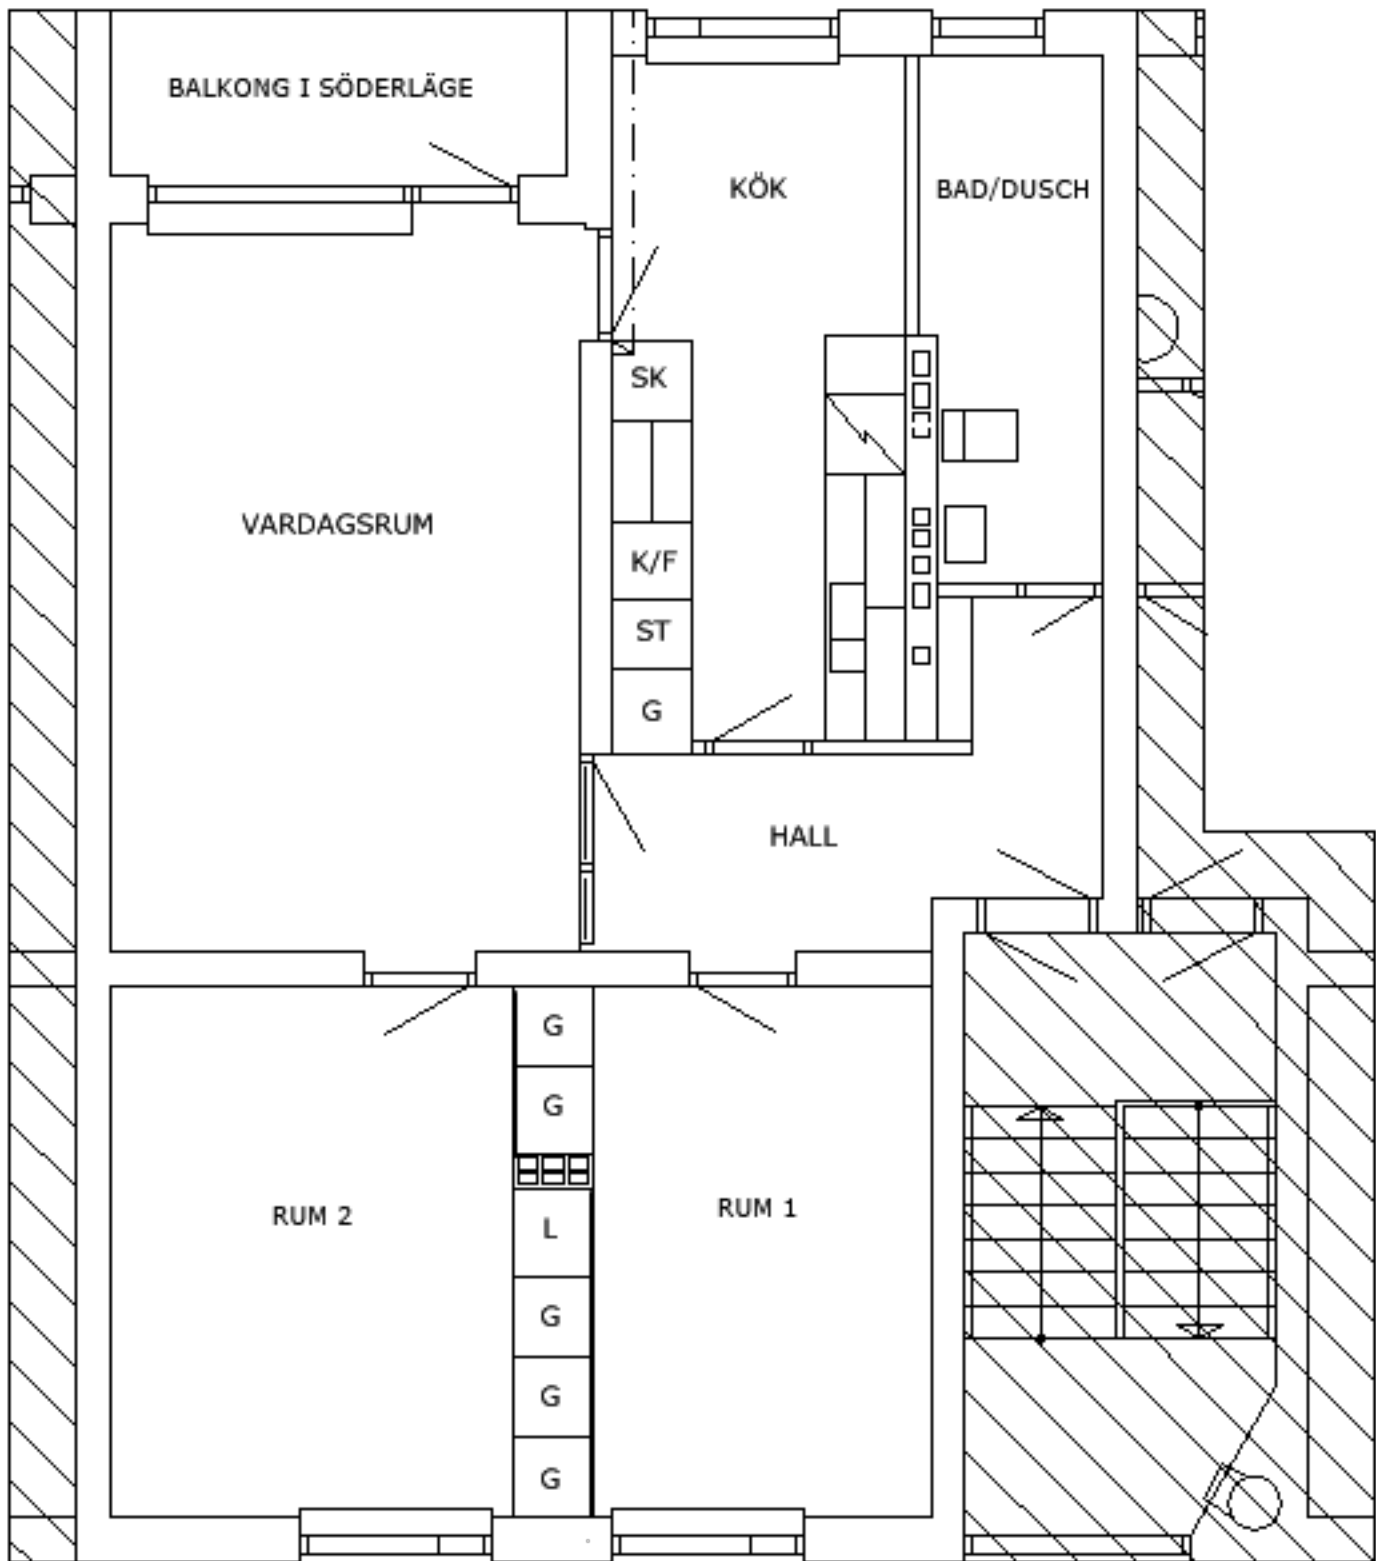 BALKONG I SÖDERLÄGE
KÖK
BAD/DUSCH
SK
VARDAGSRUM
K/F
ST
G
HALL
G
G
RUM 2
RUM 1
L
G
G
G